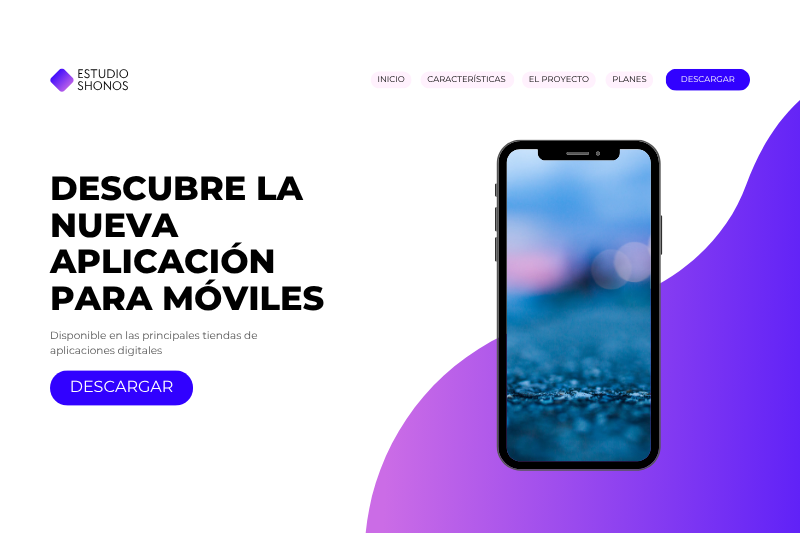 ESTUDIO
SHONOS
INICIO
CARACTERÍSTICAS
EL PROYECTO
PLANES
DESCARGAR
DESCUBRE LA
NUEVA
APLICACIÓN
PARA MÓVILES
Disponible en las principales tiendas de
aplicaciones digitales
DESCARGAR